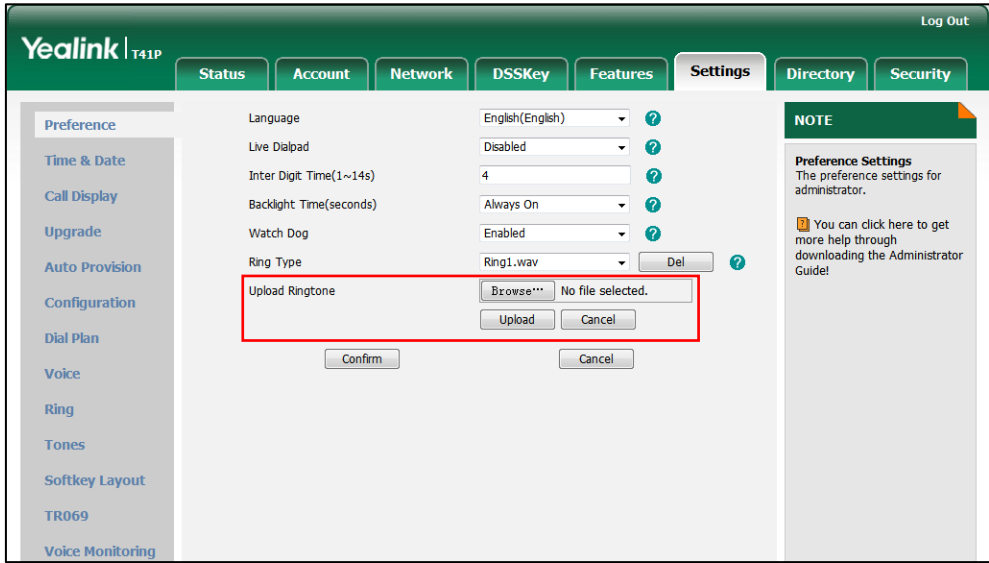 Log Out
Yealink | T41P
Status Account Network DSSKey Features Settings Directory Security
Preference
Time & Date
Call Display
Upgrade
Auto Provision
Configuration
Dial Plan
Voice
Ring
Tones
Softkey Layout
TR069
Voice Monitoring
Language English(English) ?
Live Dialpad Disabled ?
Inter Digit Time(1~14s) 4 ?
Backlight Time(seconds) Always On ?
Watch Dog Enabled ?
Ring Type Ring1.wav Del ?
Upload Ringtone Browse… No file selected.
Upload Cancel
Confirm Cancel
NOTE
Preference Settings
The preference settings for
administrator.
You can click here to get
more help through
downloading the Administrator
Guide!